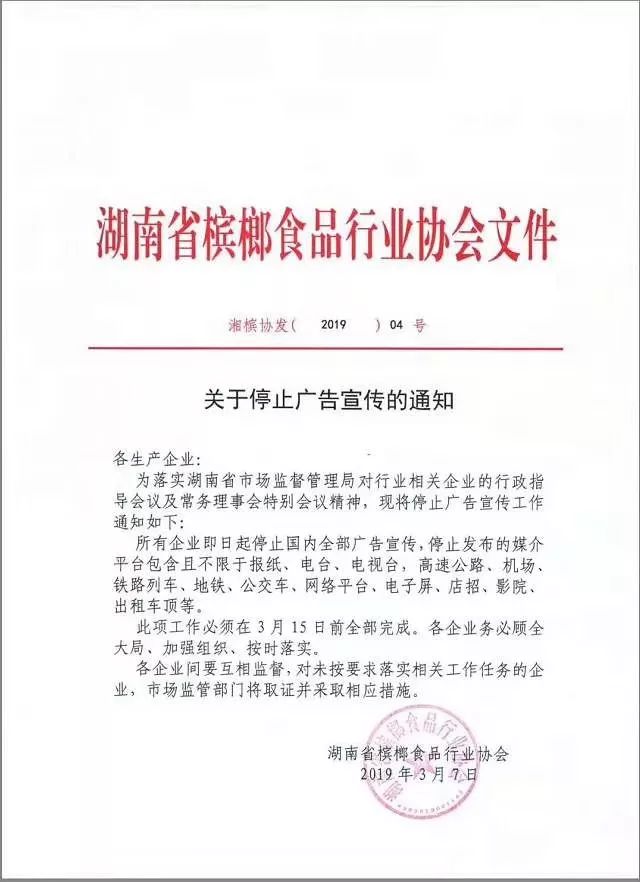 湖南省槟榔食品行业协会文件
湘槟协发( 2019 ) 04 号
关于停止广告宣传的通知
各生产企业:
为落实湖南省市场监督管理局对行业相关企业的行政指
导会议及常务理事会特别会议精神，现将停止广告宣传工作
通知如下:
所有企业即日起停止国内全部广告宣传,停止发布的媒介
平台包含且不限于报纸、电台、电视台，高速公路、机场、
铁路列车、地铁、公交车、网络平台、电子屏、店招、影院、
出租车顶等。
此项工作必须在 3 月 15 日前全部完成。各企业务必顾全
大局、加强组织、按时落实。
各企业间要互相监督,对未按要求落实相关工作任务的企
业，市场监管部门将取证并采取相应措施。
湖南省槟榔食品行业协会
2019 年 3 月 7 日
湖南省槟榔食品行业协会